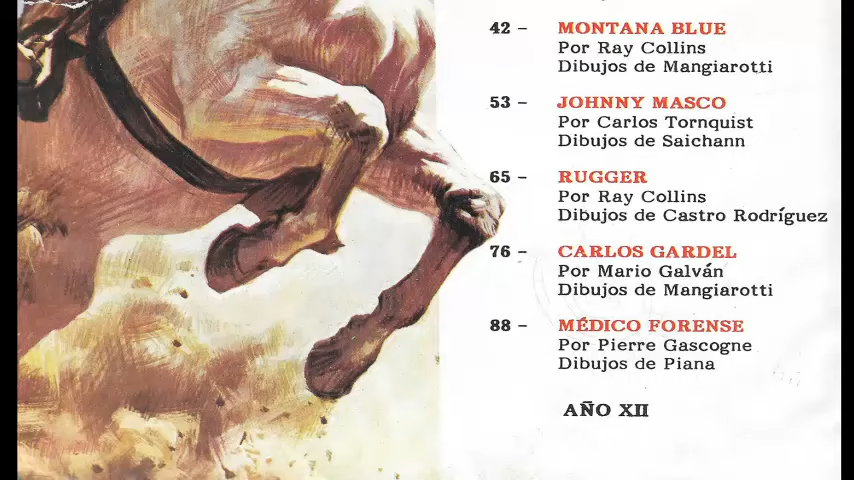 42 - MONTANA BLUE
Por Ray Collins
Dibujos de Mangiarotti
53 - JOHNNY MASCO
Por Carlos Tornquist
Dibujos de Saichann
65 - RUGGER
Por Ray Collins
Dibujos de Castro Rodríguez
76 - CARLOS GARDEL
Por Mario Galván
Dibujos de Mangiarotti
88 - MÉDICO FORENSE
Por Pierre Gascogne
Dibujos de Piana
AÑO XII